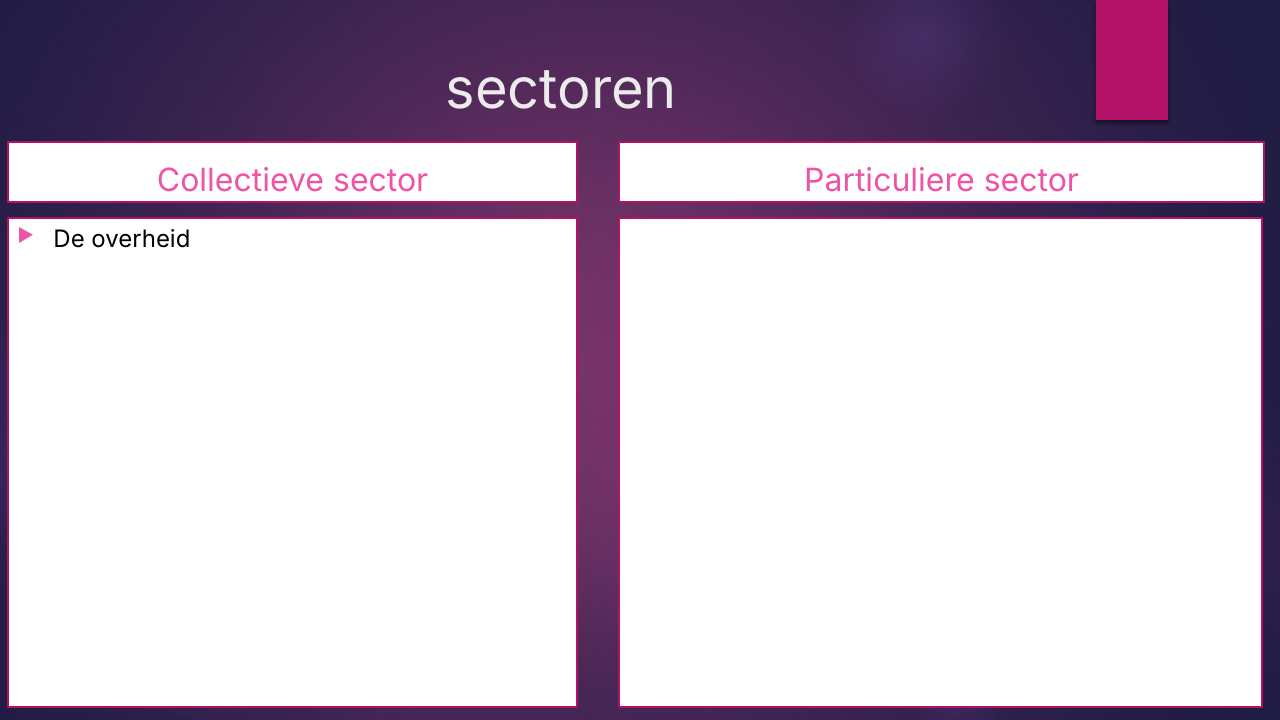 sectoren
Collectieve sector
Particuliere sector
De overheid